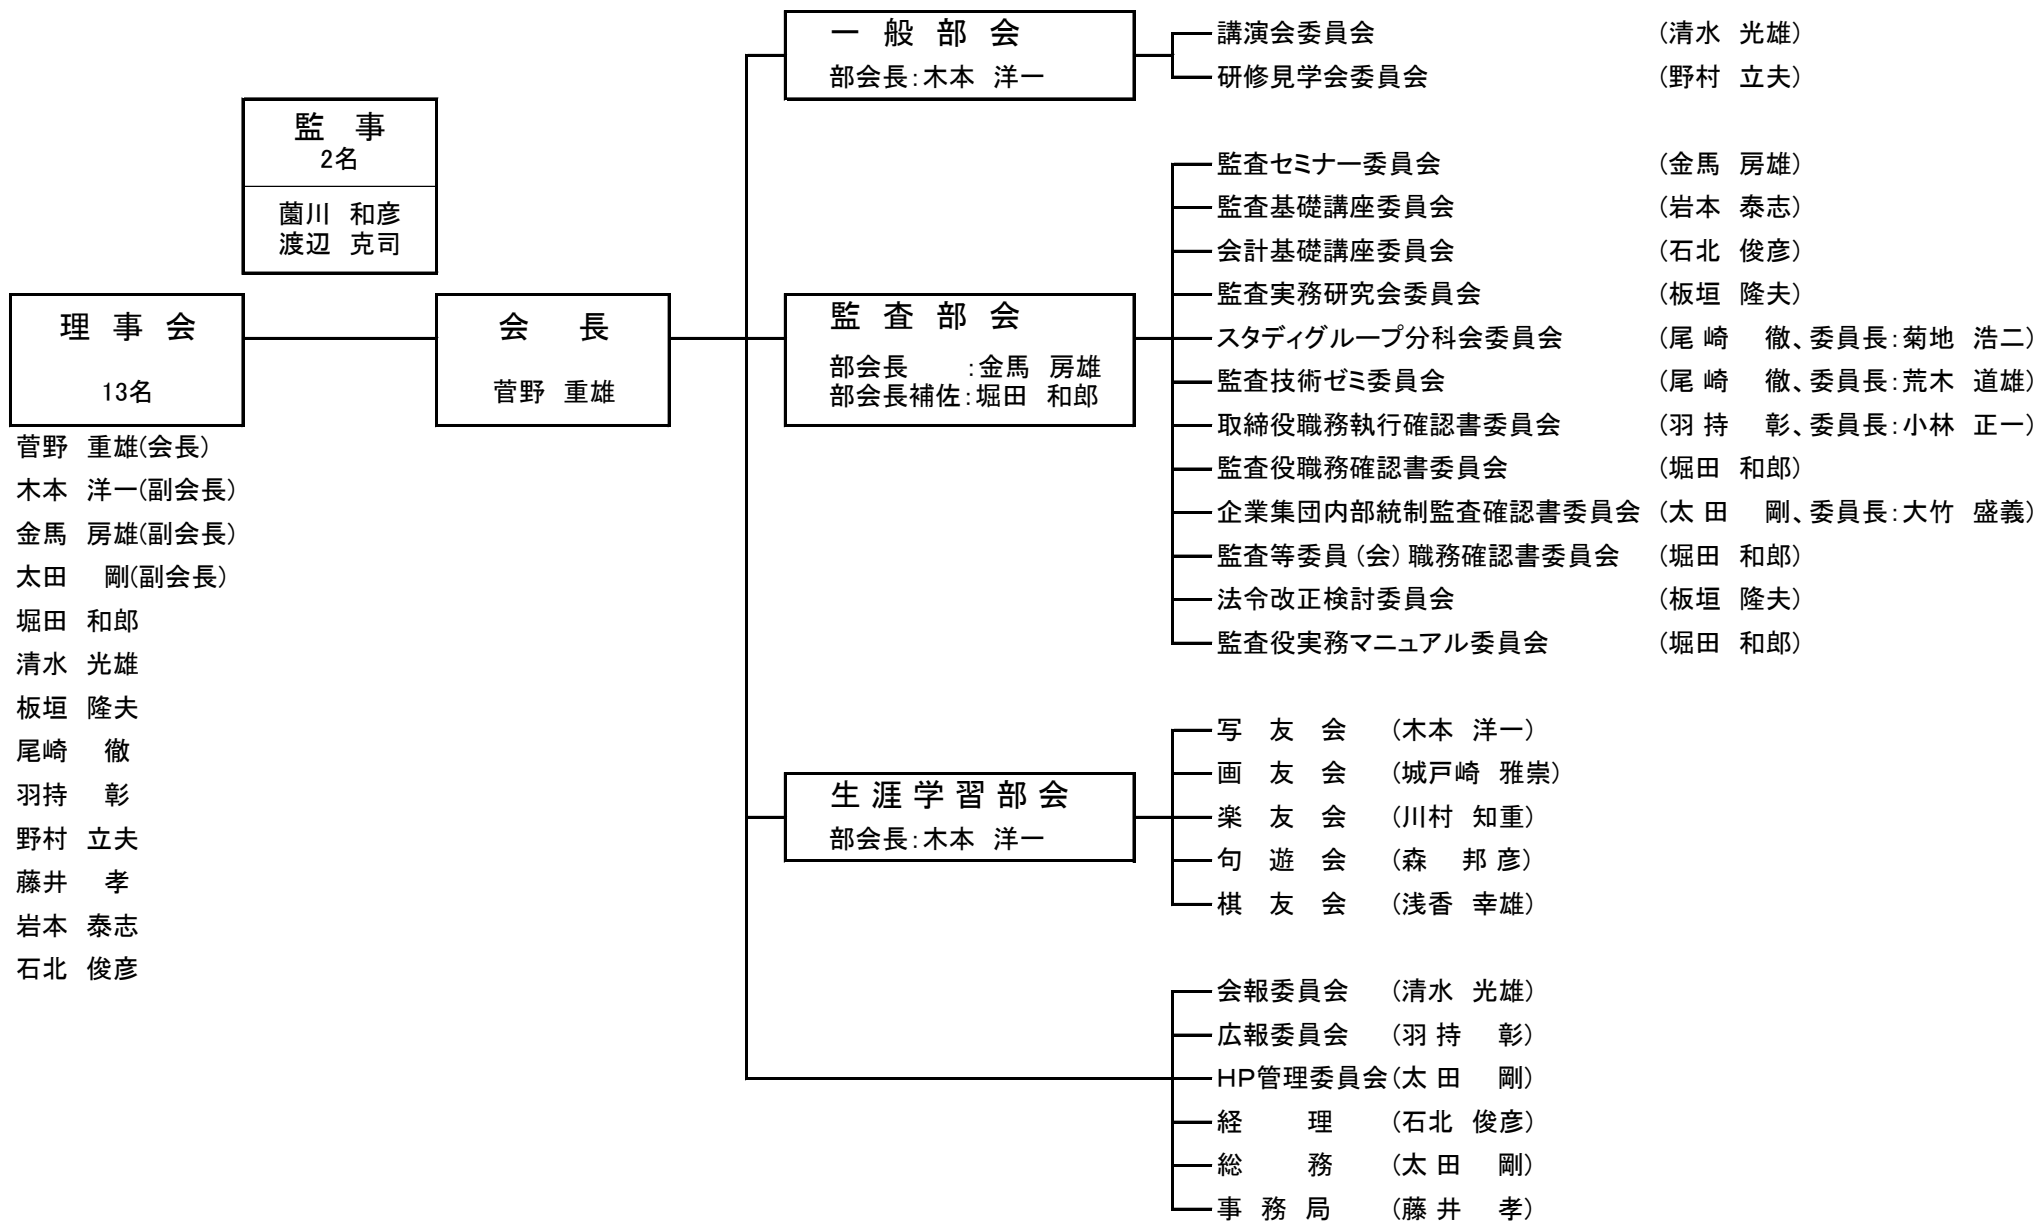 監 事
2名
薗川 和彦
渡辺 克司
理 事 会
13名
菅野 重雄(会長)
木本 洋一(副会長)
金馬 房雄(副会長)
太田 剛(副会長)
堀田 和郎
清水 光雄
板垣 隆夫
尾崎 徹
羽持 彰
野村 立夫
藤井 孝
岩本 泰志
石北 俊彦
会 長
菅野 重雄
一 般 部 会
部会長:木本 洋一
講演会委員会 (清水 光雄)
研修見学会委員会 (野村 立夫)
監 査 部 会
部会長 :金馬 房雄
部会長補佐:堀田 和郎
監査セミナー委員会 (金馬 房雄)
監査基礎講座委員会 (岩本 泰志)
会計基礎講座委員会 (石北 俊彦)
監査実務研究会委員会 (板垣 隆夫)
スタディグループ分科会委員会 (尾 崎 徹、委員長:菊地 浩二)
監査技術ゼミ委員会 (尾 崎 徹、委員長:荒木 道雄)
取締役職務執行確認書委員会 (羽 持 彰、委員長:小林 正一)
監査役職務確認書委員会 (堀田 和郎)
企業集団内部統制監査確認書委員会 (太 田 剛、委員長:大竹 盛義)
監査等委員(会)職務確認書委員会 (堀田 和郎)
法令改正検討委員会 (板垣 隆夫)
監査役実務マニュアル委員会 (堀田 和郎)
生 涯 学 習 部 会
部会長:木本 洋一
写 友 会 (木本 洋一)
画 友 会 (城戸崎 雅崇)
楽 友 会 (川村 知重)
句 遊 会 (森 邦 彦)
棋 友 会 (浅香 幸雄)
会報委員会 (清水 光雄)
広報委員会 (羽 持 彰)
HP管理委員会(太 田 剛)
経 理 (石北 俊彦)
総 務 (太 田 剛)
事 務 局 (藤 井 孝)